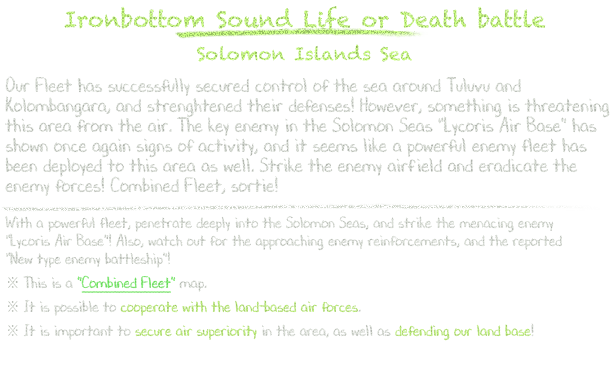 Ironbottom Sound Life or Death battle
Solomon Islands Sea
Our Fleet has successfully secured control of the sea around Tuluvu and
Kolombangara, and strenghtened their defenses! However, something is threatening
this area from the air. The key enemy in the Solomon Seas "Lycoris Air Base" has
shown once again signs of activity, and it seems like a powerful enemy fleet has
been deployed to this area as well. Strike the enemy airfield and eradicate the
enemy forces! Combined Fleet, sortie!
With a powerful fleet, penetrate deeply into the Solomon Seas, and strike the menacing enemy
"Lycoris Air Base"! Also, watch out for the approaching enemy reinforcements, and the reported
"New type enemy battleship"!
※ This is a "Combined Fleet" map.
※ It is possible to cooperate with the land-based air forces.
※ It is important to secure air superiority in the area, as well as defending our land base!